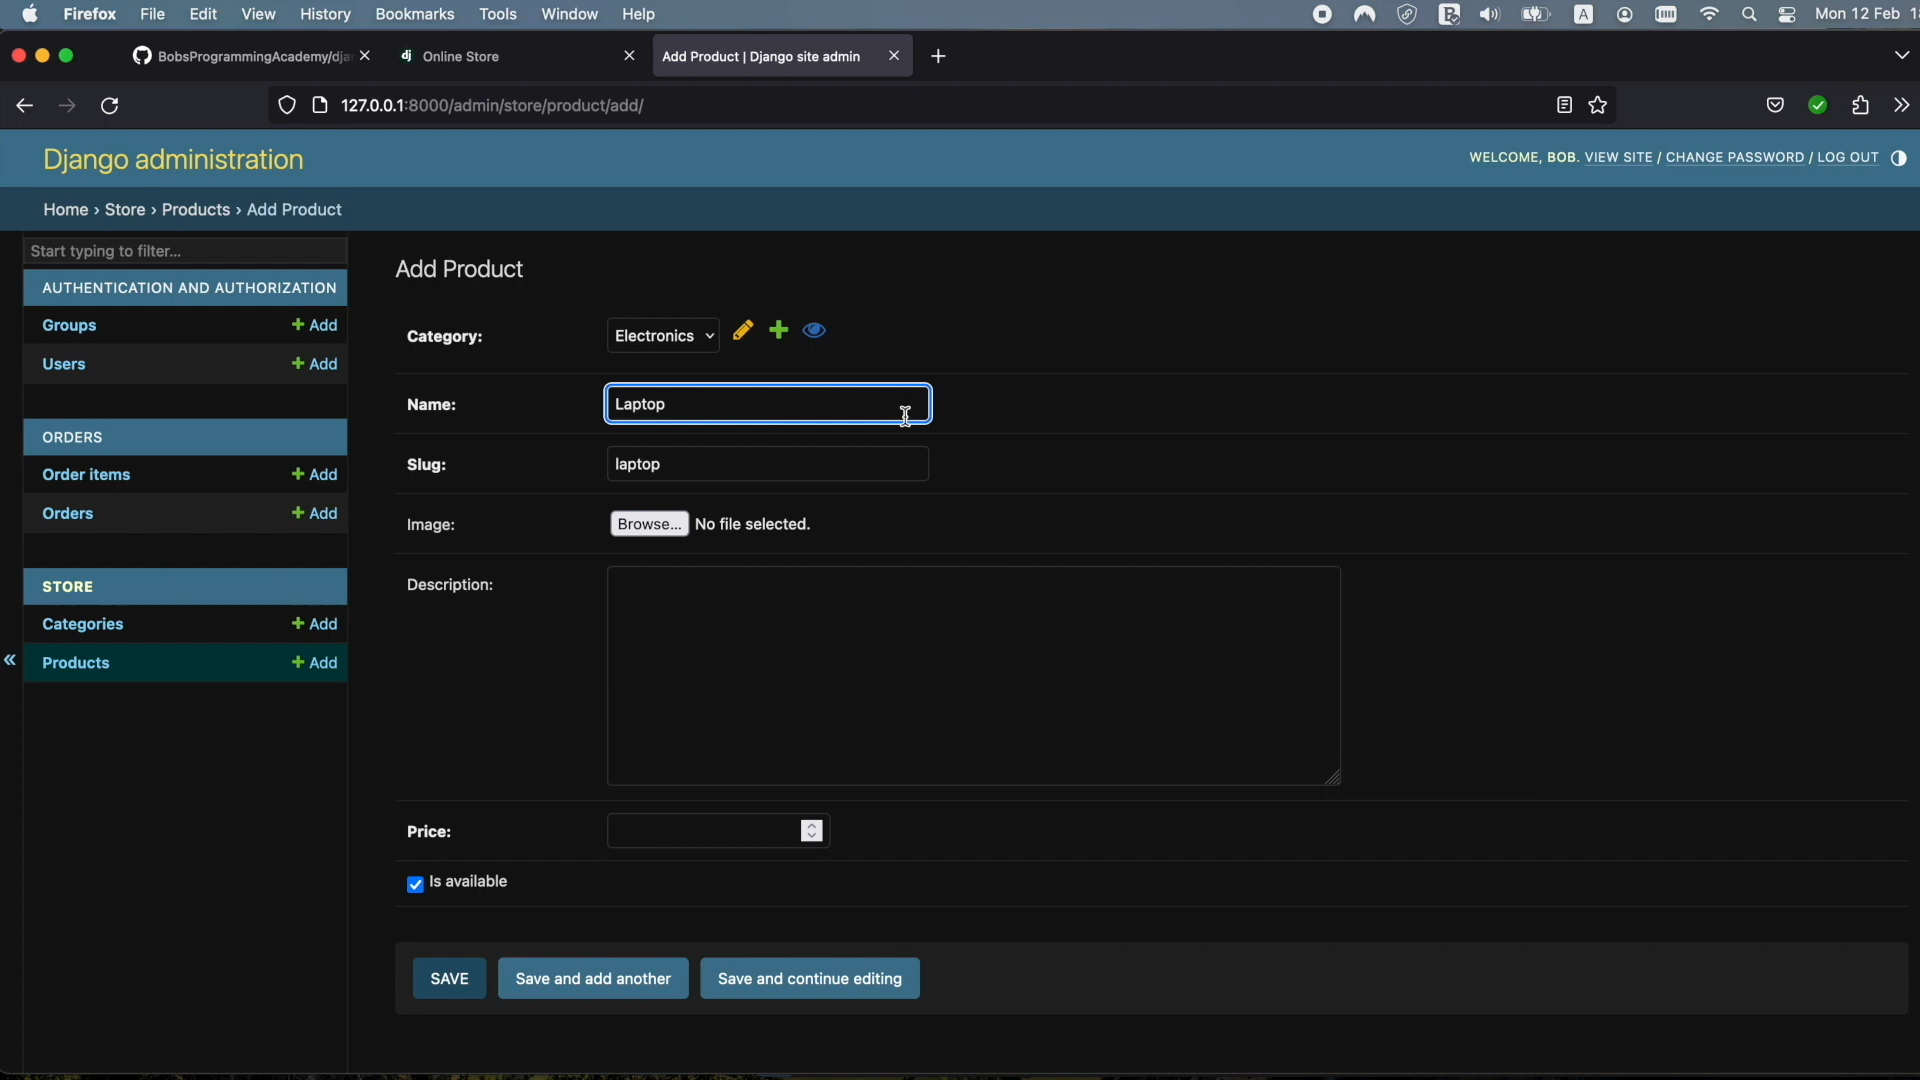 Firefox File Edit View History Bookmarks Tools Window Help A Mon 12 Feb
BobsProgrammingAcademy/dja
dj Online Store
Add Product | Django site admin
127.0.0.1:8000/admin/store/product/add/
Django administration
WELCOME, BOB. VIEW SITE / CHANGE PASSWORD / LOG OUT
Home › Store › Products › Add Product
Start typing to filter...
AUTHENTICATION AND AUTHORIZATION
Groups + Add
Users + Add
ORDERS
Order items + Add
Orders + Add
STORE
Categories + Add
Products + Add
«
Add Product
Category: Electronics
Name: Laptop
Slug: laptop
Image: Browse... No file selected.
Description:
Price:
Is available
SAVE Save and add another Save and continue editing